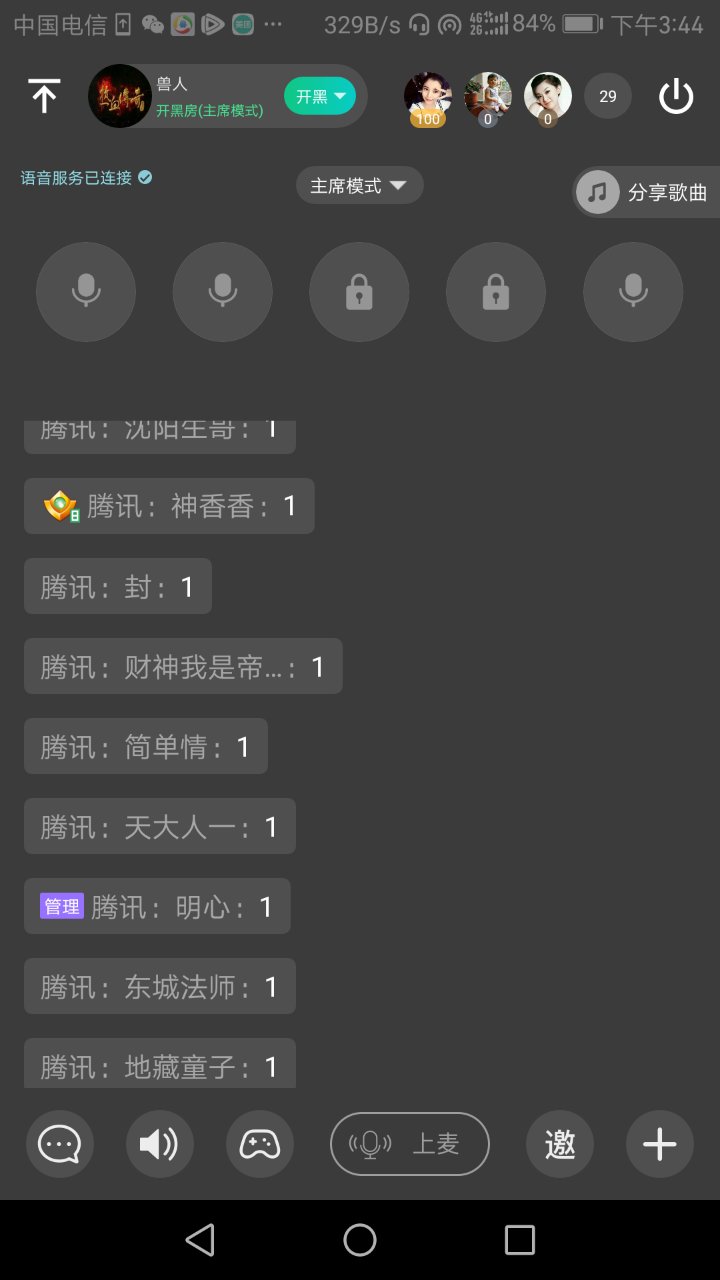 中国电信 329B/s 4G 2G 84% 下午3:44
兽人
开黑房(主席模式)
开黑
100
0
0
29
语音服务已连接
主席模式
分享歌曲
腾讯：沈阳生哥：1
腾讯：神香香：1
腾讯：封：1
腾讯：财神我是帝...：1
腾讯：简单情：1
腾讯：天大人一：1
管理 腾讯：明心：1
腾讯：东城法师：1
腾讯：地藏童子：1
上麦
邀